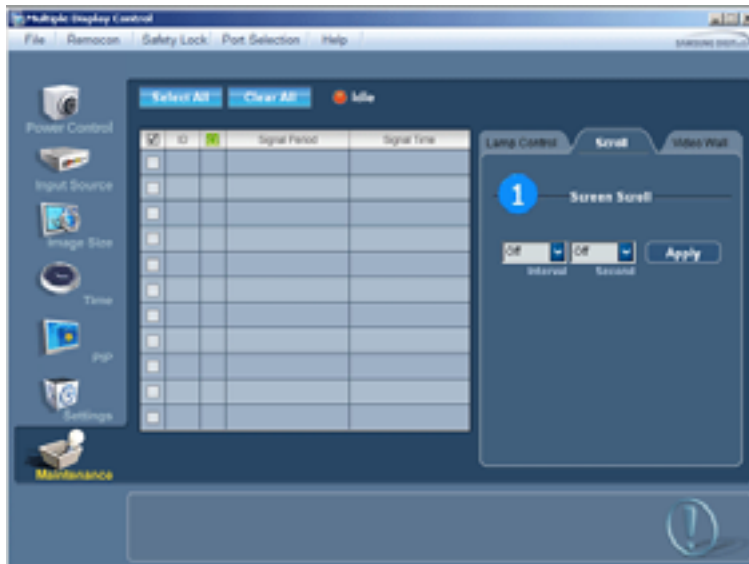 Multiple Display Control
File Remocon Safety Lock Port Selection Help
Select All Clear All Idle
Power Control
Input Source
Image Size
Time
PIP
Settings
Maintenance
ID Signal Period Signal Time
Lamp Control Scroll Video Wall
1 Screen Scroll
Off Off Apply
Interval Second